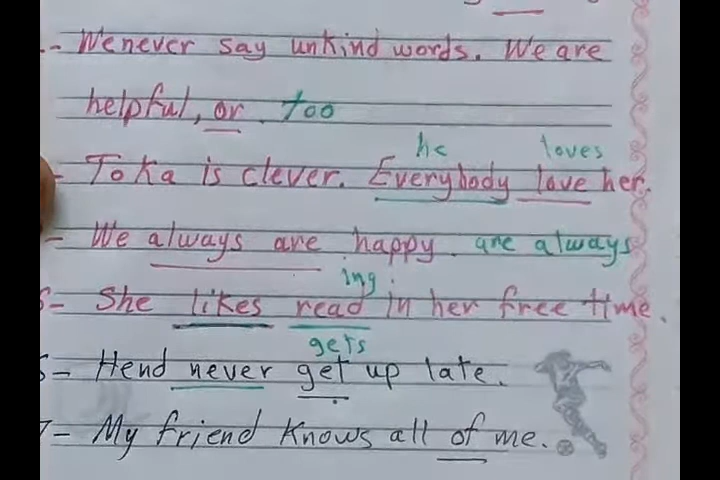 - We never say unkind words. We are
helpful, or too
he loves
- Toka is clever. Everybody love her.
- We always are happy. are always
ing
- She likes read in her free time.
gets
- Hend never get up late.
7- My friend knows all of me.